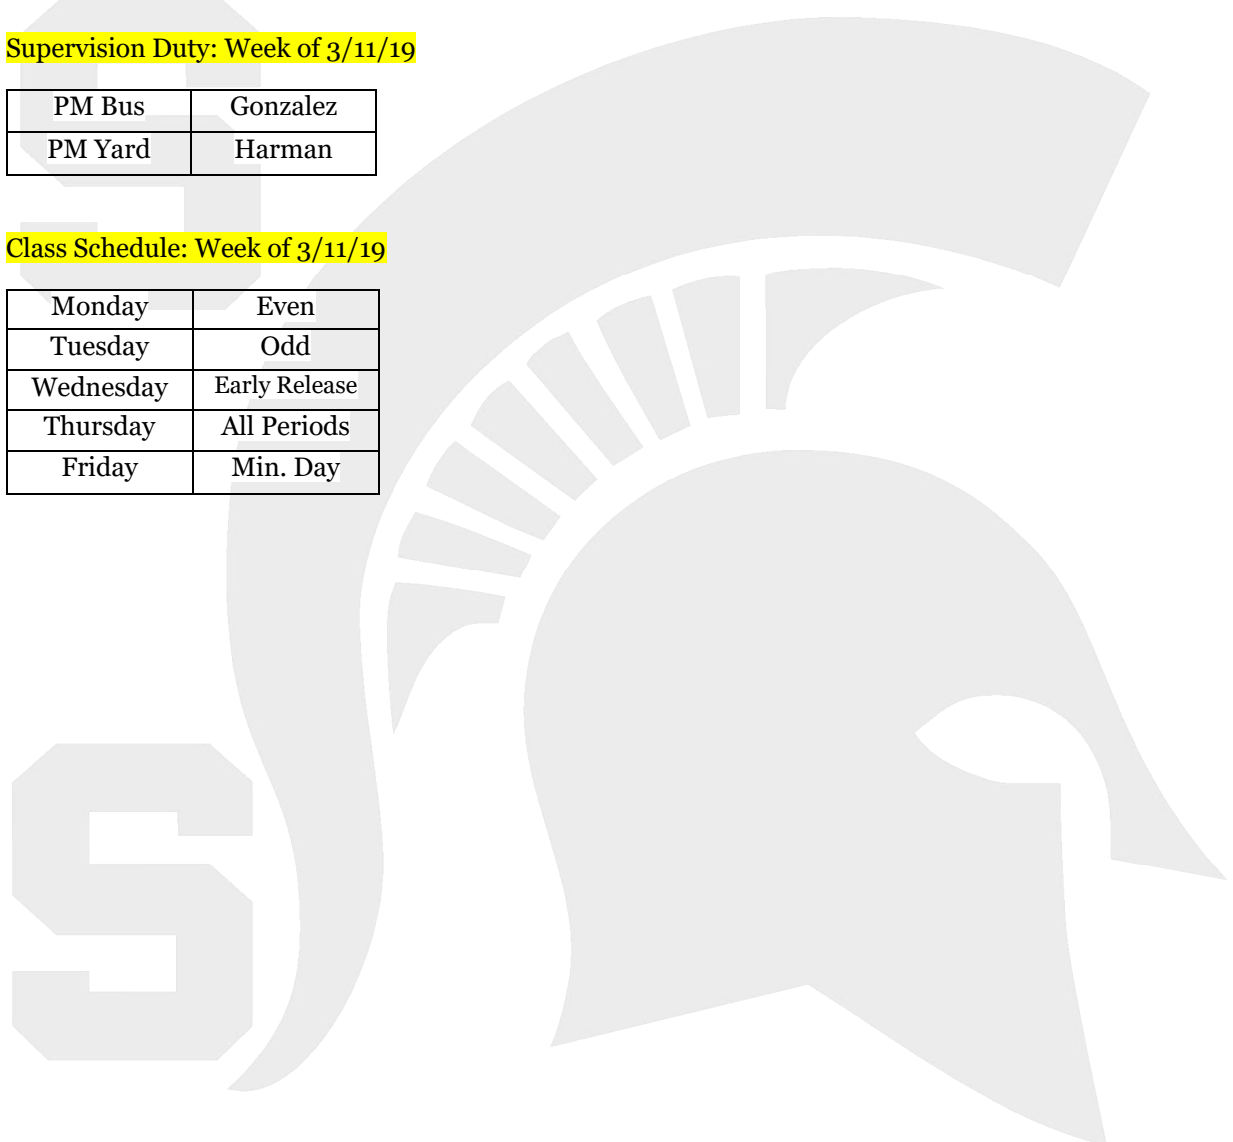 Supervision Duty: Week of 3/11/19
PM Bus Gonzalez
PM Yard Harman
Class Schedule: Week of 3/11/19
Monday Even
Tuesday Odd
Wednesday Early Release
Thursday All Periods
Friday Min. Day
S
S